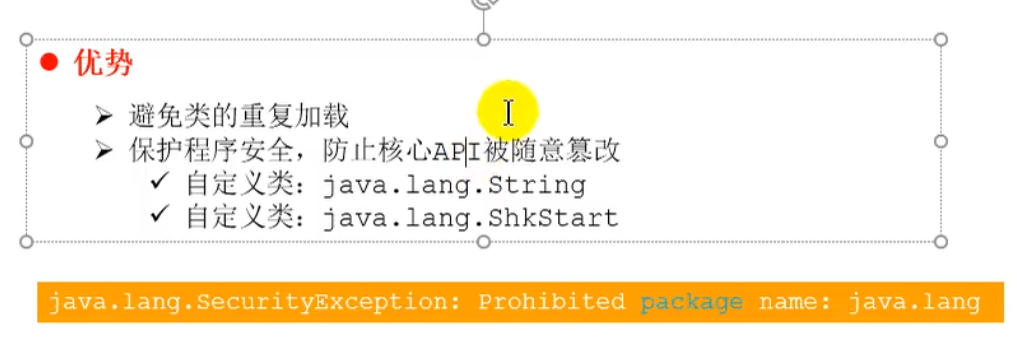 ● 优势
➢ 避免类的重复加载
➢ 保护程序安全，防止核心API被随意篡改
✓ 自定义类：java.lang.String
✓ 自定义类：java.lang.ShkStart
java.lang.SecurityException: Prohibited package name: java.lang